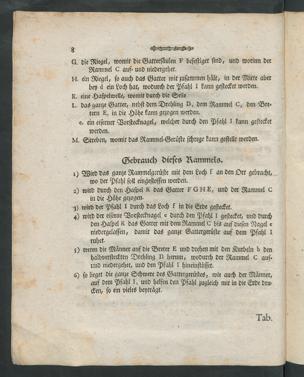 8
G. die Riegel, womit die Gattersäulen F befestiget sind, und worinn der
Rammel C auf- und niedergehet.
H. ein Riegel, so auch das Gatter mit zusammen hält, in der Mitte aber
bey d ein Loch hat, wodurch der Pfahl I kann gestecket werden.
K. eine Haspelwelle, womit durch die Seile
L. das ganze Gatter, nebst dem Drehling D, dem Rammel C, den Bre-
tern E, in die Höhe kann gezogen werden.
e. ein eiserner Vorstecknagel, welcher durch den Pfahl I kann gestecket
werden.
M. Streben, womit das Rammel-Gerüste schrege kann gestellt werden.
Gebrauch dieses Rammels.
1) Wird das ganze Rammelgerüste mit dem Loch f an den Ort gebracht,
wo der Pfahl soll eingestossen werden.
2) wird durch den Haspel K das Gatter F G H E, und der Rammel C
in die Höhe gezogen.
3) wird der Pfahl I durch das Loch f in die Erde gestecket.
4) wird der eiserne Vorstecknagel e durch den Pfahl I gestecket, und durch
den Haspel K das Gatter mit dem Rammel C bis auf diesen Nagel e
niedergelassen, damit das ganze Gattergerüste auf dem Pfahl I
ruhet.
5) wenn die Männer auf die Breter E und drehen mit den Kurbeln b den
halbversteckten Drehling D herum, wodurch der Rammel C auf-
und niedergehet, und den Pfahl I hineinstösset.
6) so lieget die ganze Schwere des Gattergerüstes, wie auch der Männer,
auf dem Pfahl I, und helfen den Pfahl zugleich mit in die Erde drü-
cken, so ein vieles beyträgt.
Tab.